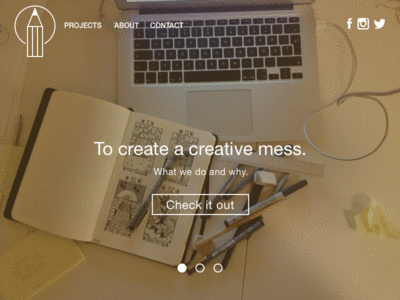 PROJECTS ABOUT CONTACT
To create a creative mess.
What we do and why.
Check it out